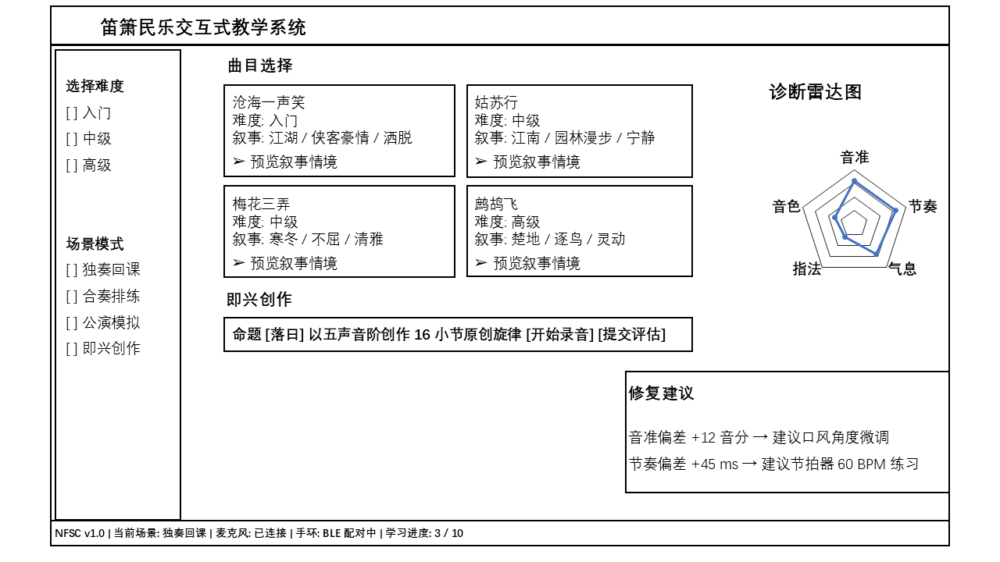 笛箫民乐交互式教学系统
选择难度
[ ] 入门
[ ] 中级
[ ] 高级
场景模式
[ ] 独奏回课
[ ] 合奏排练
[ ] 公演模拟
[ ] 即兴创作
曲目选择
沧海一声笑
难度: 入门
叙事: 江湖 / 侠客豪情 / 洒脱
➢ 预览叙事情境
姑苏行
难度: 中级
叙事: 江南 / 园林漫步 / 宁静
➢ 预览叙事情境
梅花三弄
难度: 中级
叙事: 寒冬 / 不屈 / 清雅
➢ 预览叙事情境
鹧鸪飞
难度: 高级
叙事: 楚地 / 逐鸟 / 灵动
➢ 预览叙事情境
即兴创作
命题 [落日] 以五声音阶创作 16 小节原创旋律 [开始录音] [提交评估]
诊断雷达图
音准
音色
节奏
指法
气息
修复建议
音准偏差 +12 音分 → 建议口风角度微调
节奏偏差 +45 ms → 建议节拍器 60 BPM 练习
NFSC v1.0 | 当前场景: 独奏回课 | 麦克风: 已连接 | 手环: BLE 配对中 | 学习进度: 3 / 10